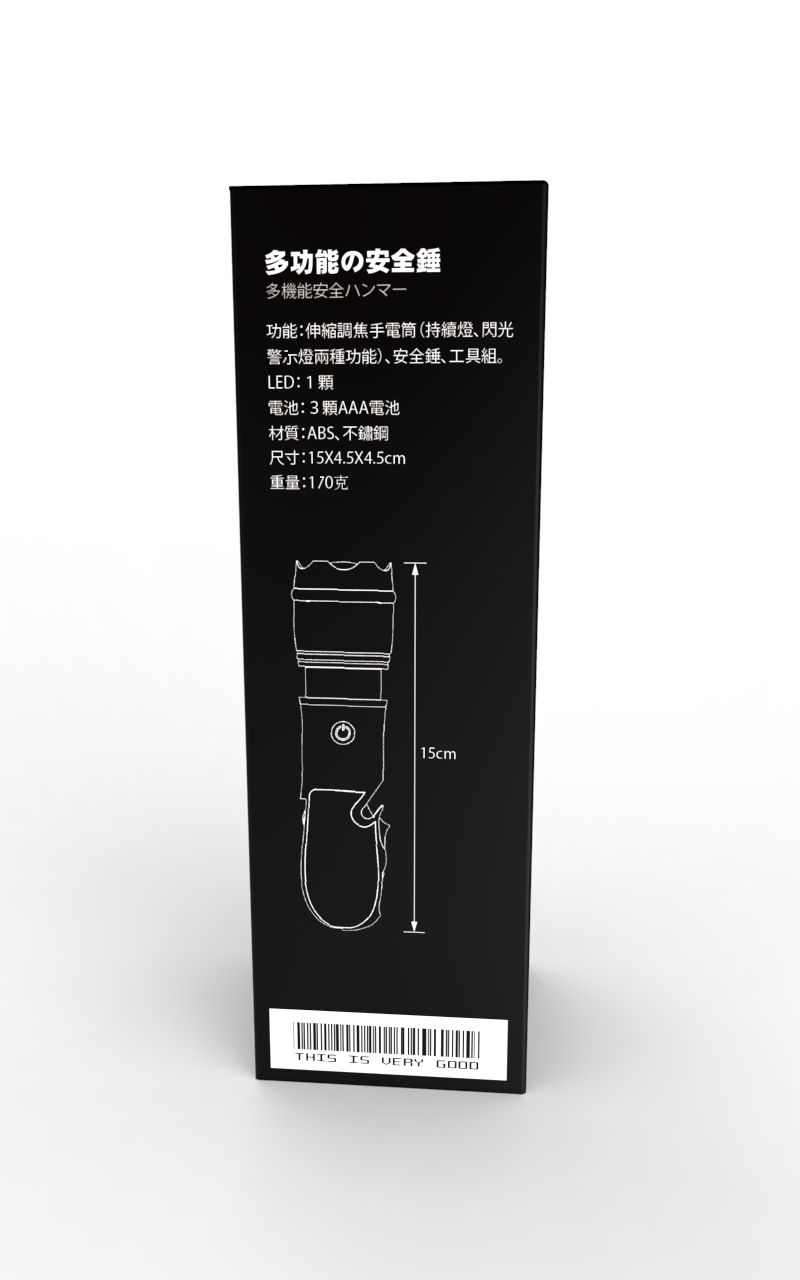 多功能の安全錘
多機能安全ハンマー
功能：伸縮調焦手電筒（持續燈、閃光
警示燈兩種功能）、安全錘、工具組。
LED：1 顆
電池：3 顆AAA電池
材質：ABS、不鏽鋼
尺寸：15X4.5X4.5cm
重量：170克
15cm
THIS IS VERY GOOD